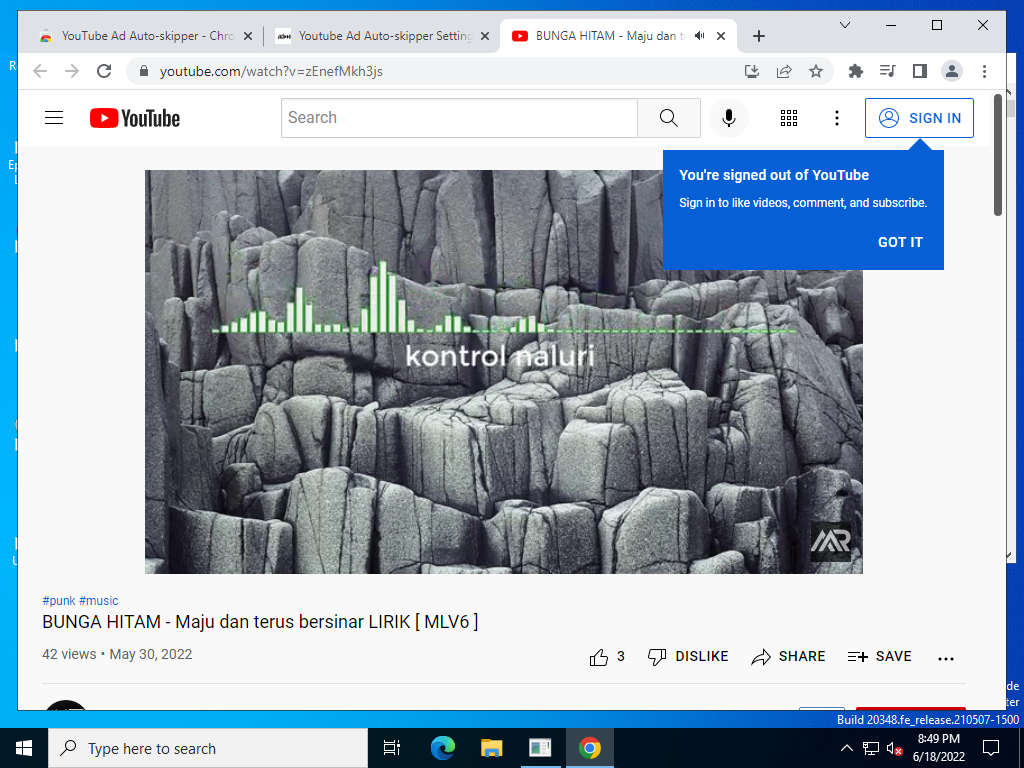 YouTube Ad Auto-skipper - Chro
Youtube Ad Auto-skipper Setting
BUNGA HITAM - Maju dan t
youtube.com/watch?v=zEnefMkh3js
YouTube
Search
SIGN IN
You're signed out of YouTube
Sign in to like videos, comment, and subscribe.
GOT IT
kontrol naluri
MR
#punk #music
BUNGA HITAM - Maju dan terus bersinar LIRIK [ MLV6 ]
42 views • May 30, 2022
3
DISLIKE
SHARE
SAVE
Build 20348.fe_release.210507-1500
Type here to search
8:49 PM
6/18/2022